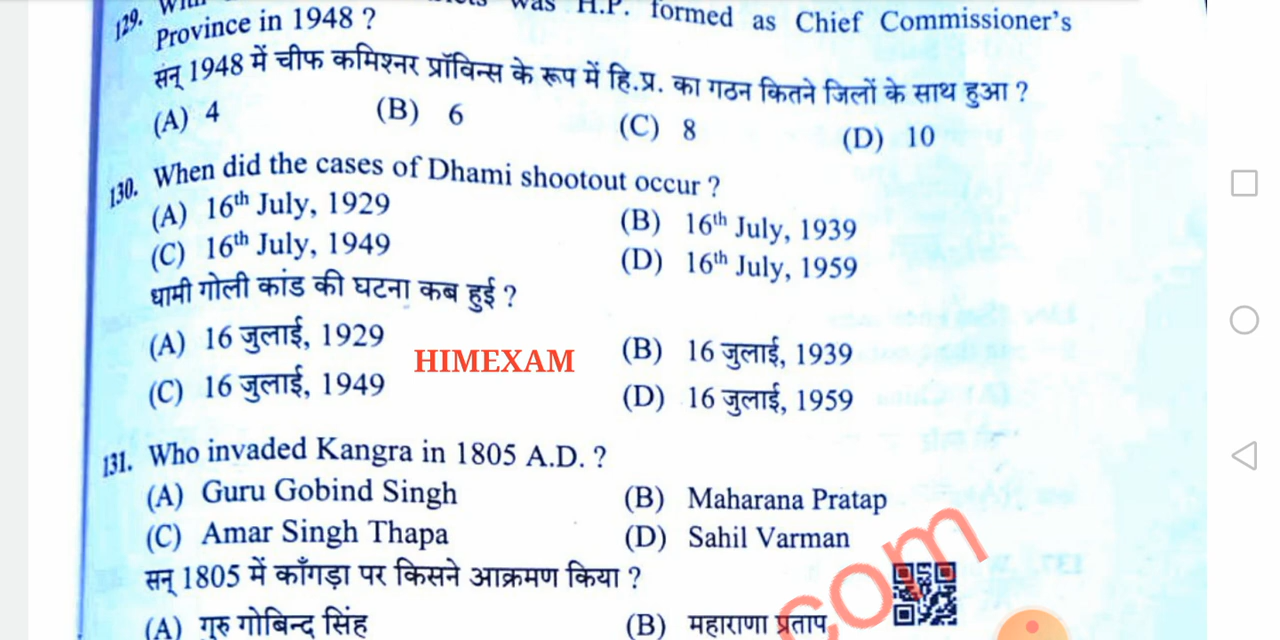 129. was H.P. formed as Chief Commissioner's
Province in 1948 ?
सन् 1948 में चीफ कमिश्नर प्रॉविन्स के रूप में हि.प्र. का गठन कितने जिलों के साथ हुआ ?
(A) 4 (B) 6 (C) 8 (D) 10
130. When did the cases of Dhami shootout occur ?
(A) 16th July, 1929 (B) 16th July, 1939
(C) 16th July, 1949 (D) 16th July, 1959
धामी गोली कांड की घटना कब हुई ?
(A) 16 जुलाई, 1929 (B) 16 जुलाई, 1939
HIMEXAM
(C) 16 जुलाई, 1949 (D) 16 जुलाई, 1959
131. Who invaded Kangra in 1805 A.D. ?
(A) Guru Gobind Singh (B) Maharana Pratap
(C) Amar Singh Thapa (D) Sahil Varman
सन् 1805 में काँगड़ा पर किसने आक्रमण किया ?
(A) गुरु गोबिन्द सिंह (B) महाराणा प्रताप
com